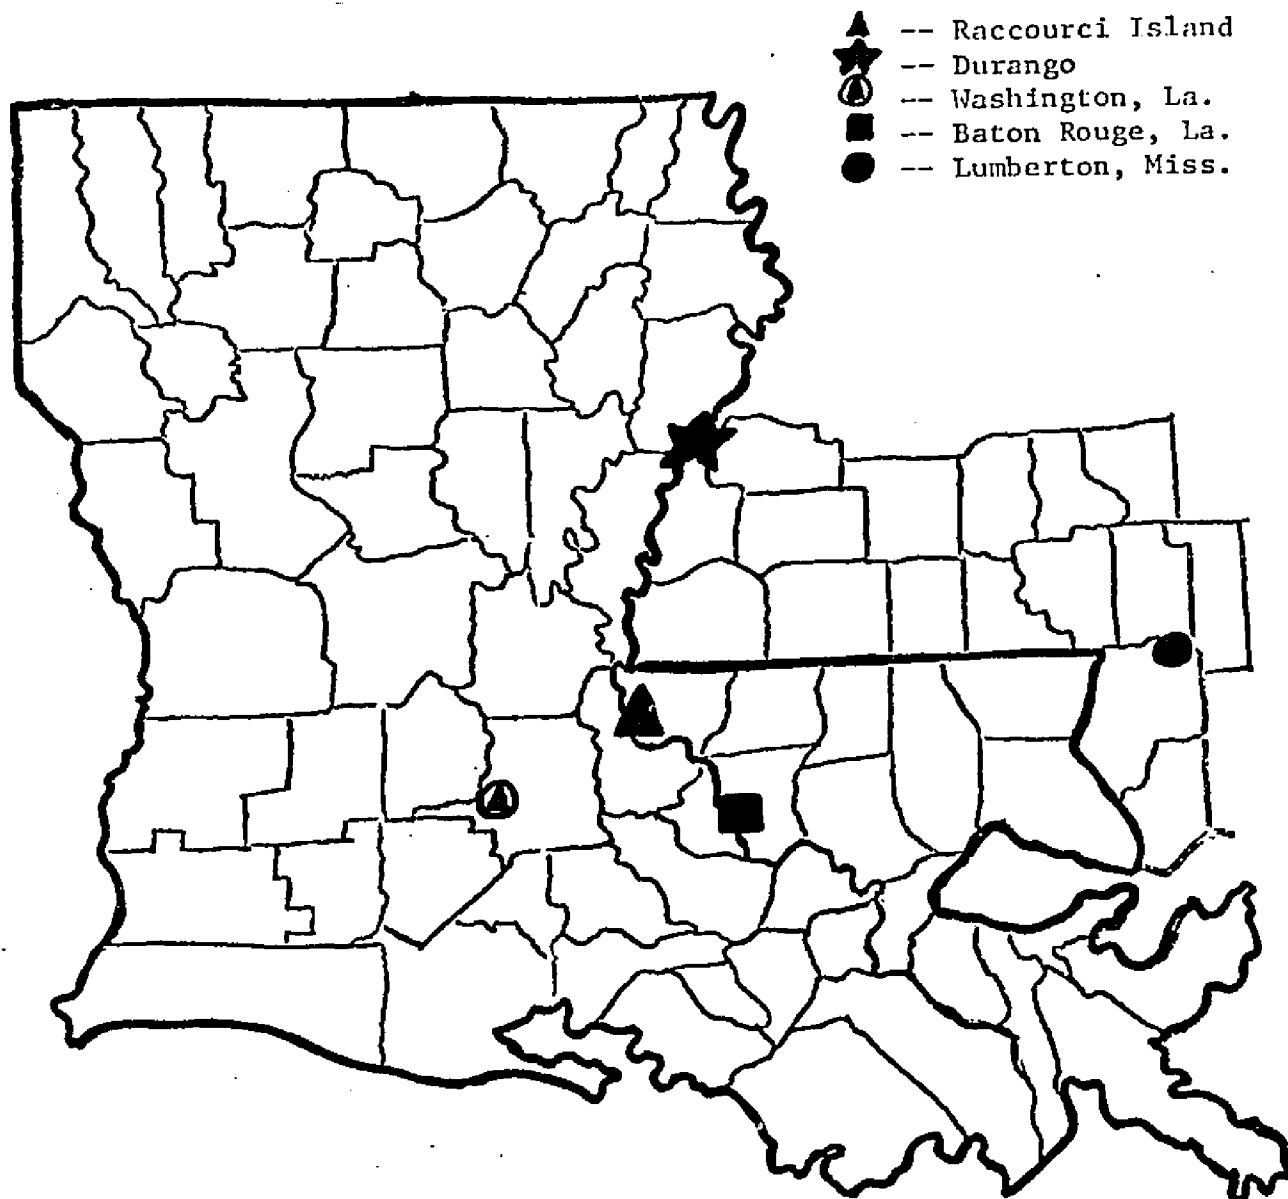 -- Raccourci Island
-- Durango
-- Washington, La.
-- Baton Rouge, La.
-- Lumberton, Miss.